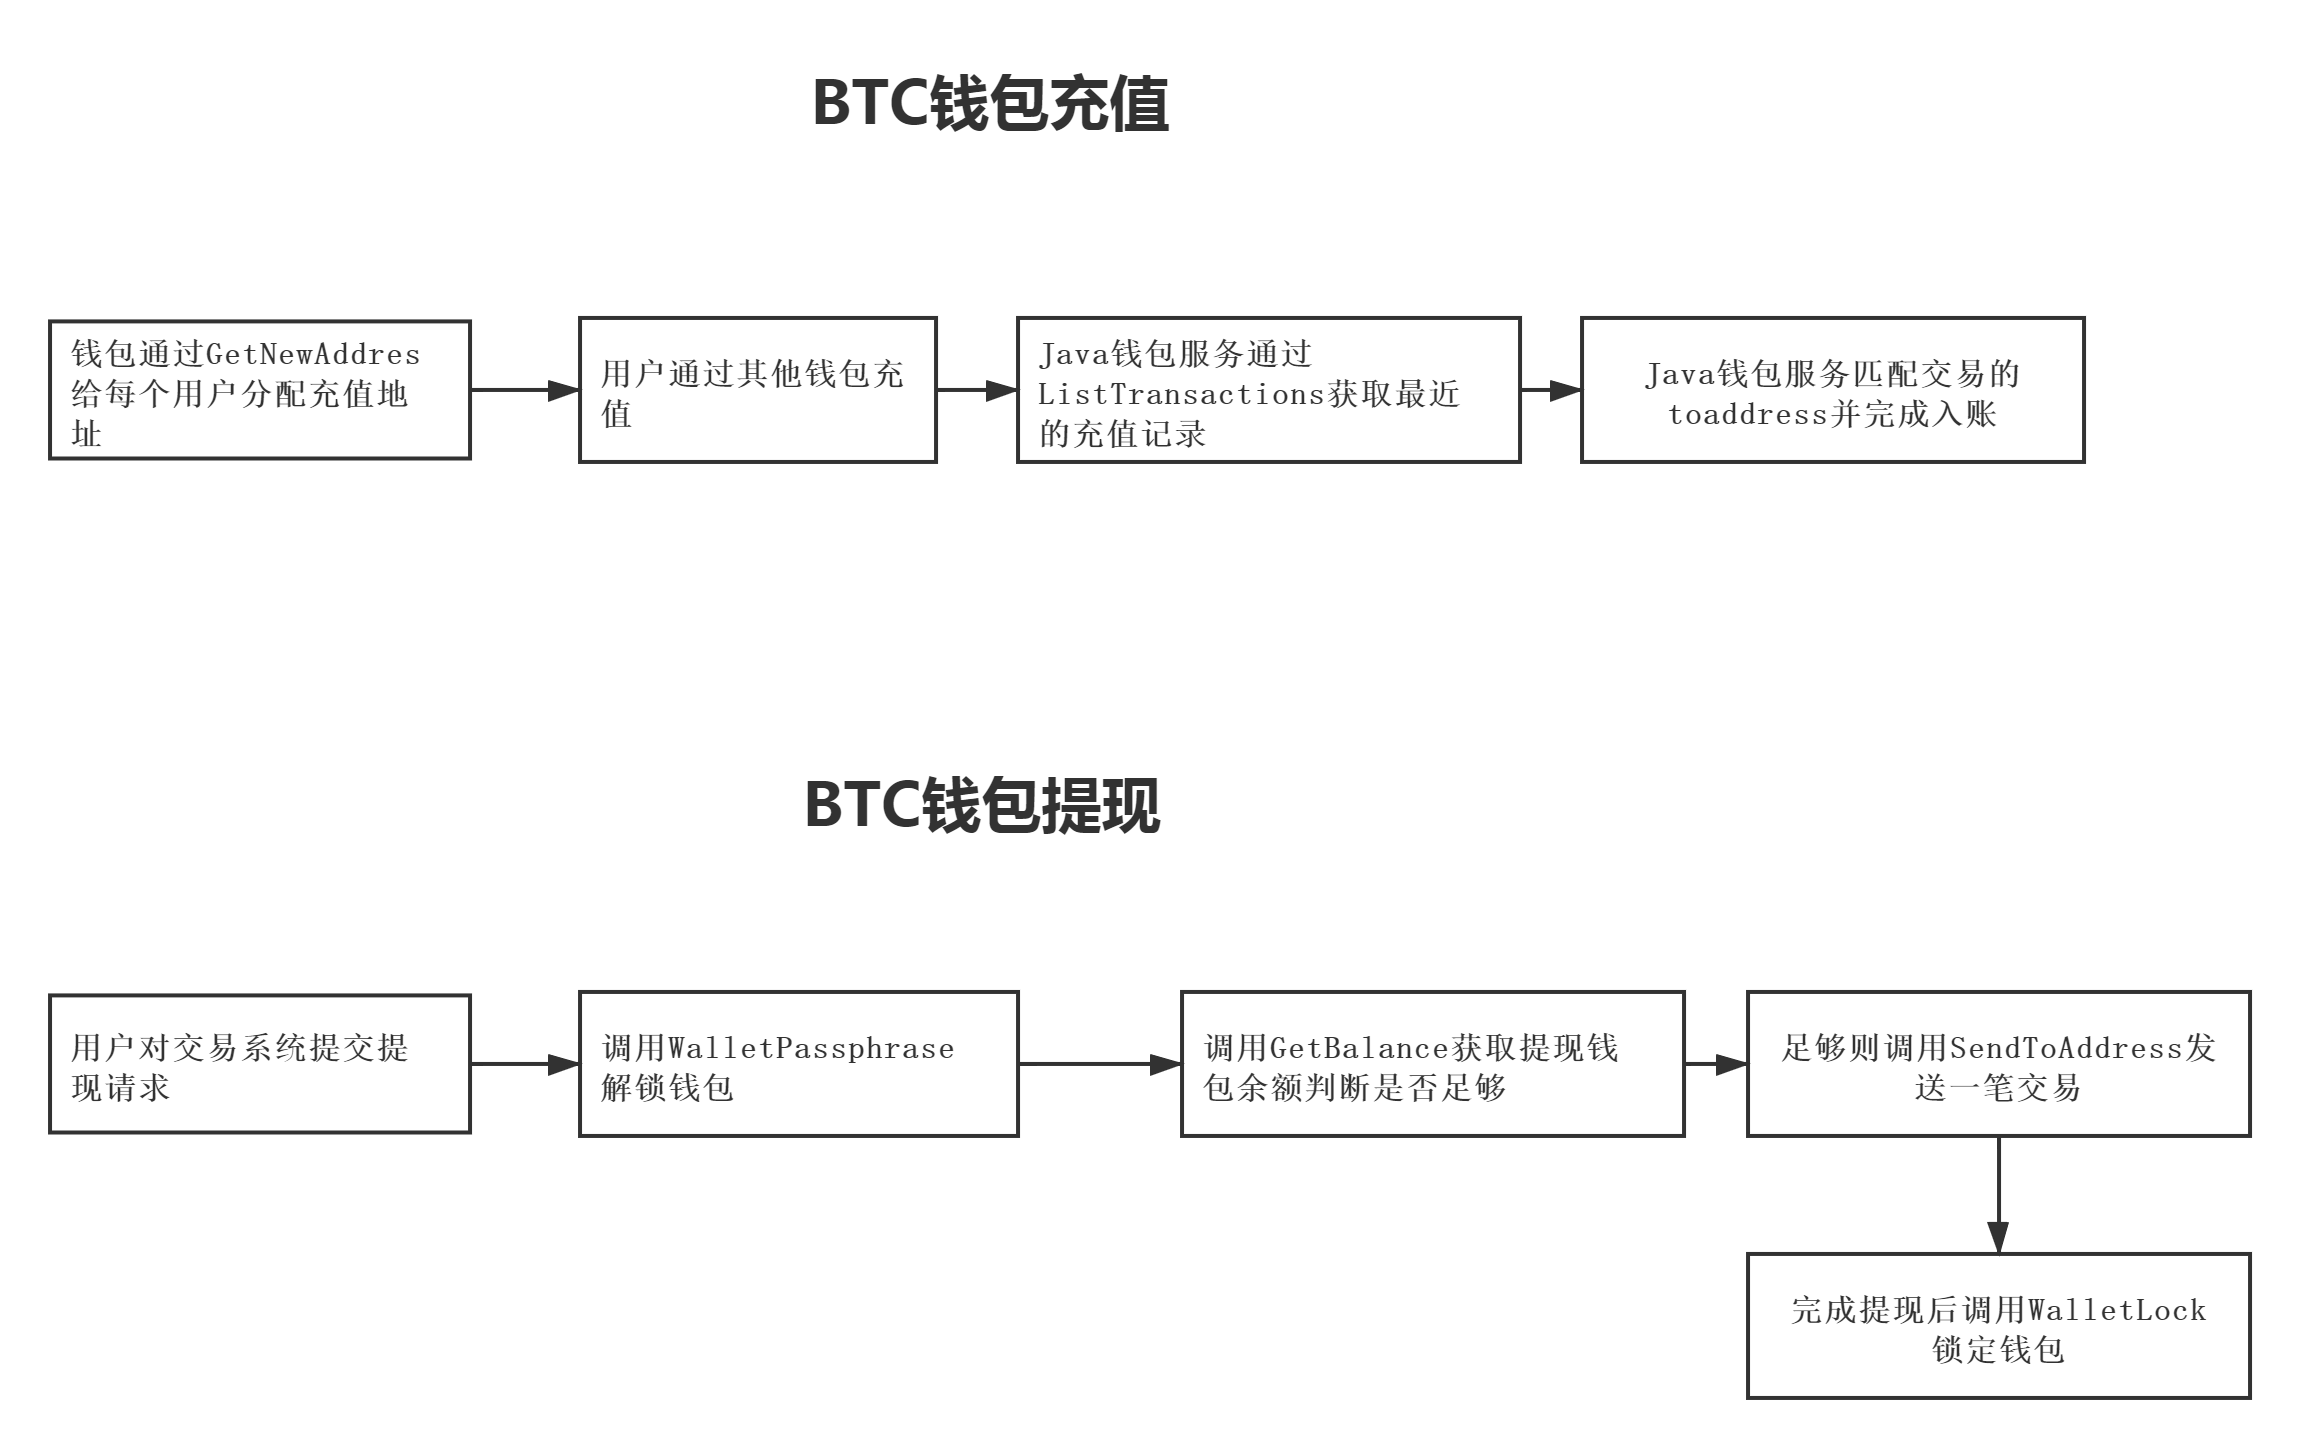 BTC钱包充值
钱包通过GetNewAddres
给每个用户分配充值地
址
用户通过其他钱包充
值
Java钱包服务通过
ListTransactions获取最近
的充值记录
Java钱包服务匹配交易的
toaddress并完成入账
BTC钱包提现
用户对交易系统提交提
现请求
调用WalletPassphrase
解锁钱包
调用GetBalance获取提现钱
包余额判断是否足够
足够则调用SendToAddress发
送一笔交易
完成提现后调用WalletLock
锁定钱包